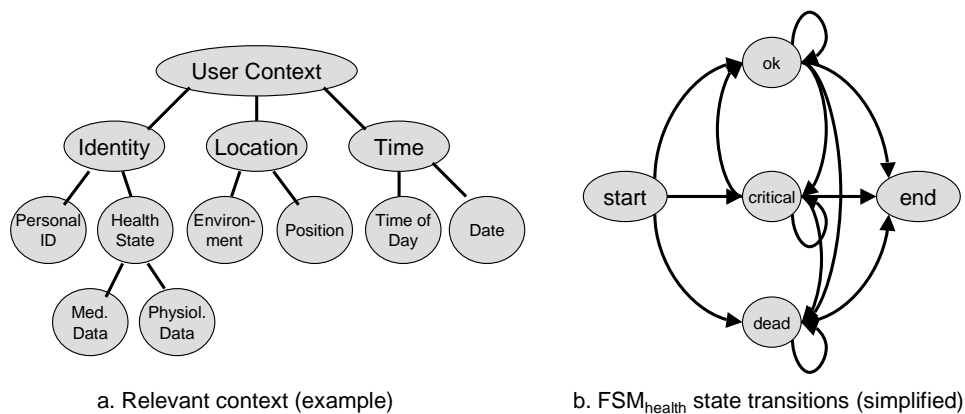 User Context
Identity
Location
Time
Personal
ID
Health
State
Environ-
ment
Position
Time of
Day
Date
Med.
Data
Physiol.
Data
a. Relevant context (example)
ok
start
critical
end
dead
b. FSMhealth state transitions (simplified)